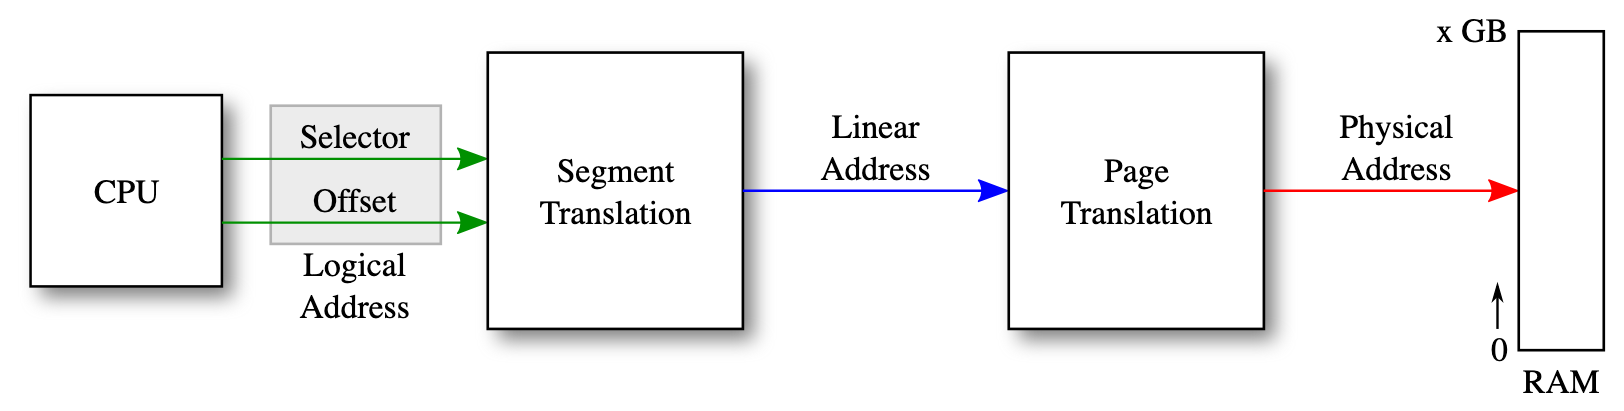 CPU
Selector
Offset
Logical
Address
Segment
Translation
Linear
Address
Page
Translation
Physical
Address
x GB
0
RAM